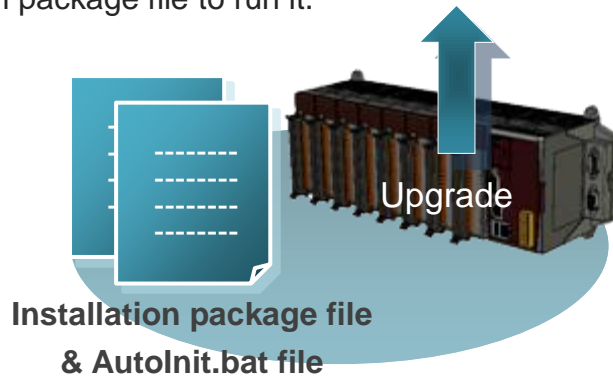 package file to run it.
Upgrade
Installation package file
& AutoInit.bat file